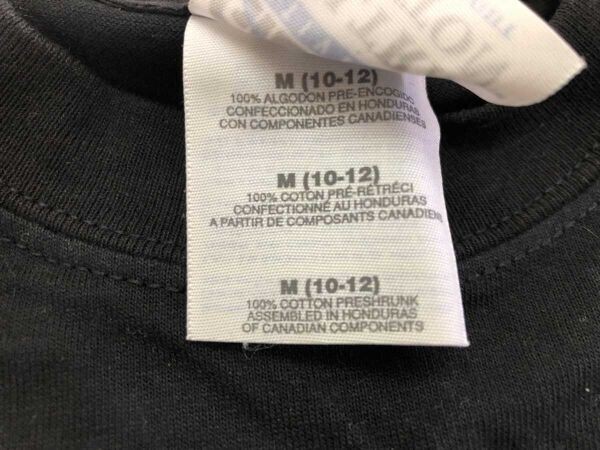 M (10-12)
100% ALGODON PRE-ENCOGIDO
CONFECCIONADO EN HONDURAS
CON COMPONENTES CANADIENSES
M (10-12)
100% COTON PRÉ-RÉTRÉCI
CONFECTIONNÉ AU HONDURAS
A PARTIR DE COMPOSANTS CANADIENS
M (10-12)
100% COTTON PRESHRUNK
ASSEMBLED IN HONDURAS
OF CANADIAN COMPONENTS